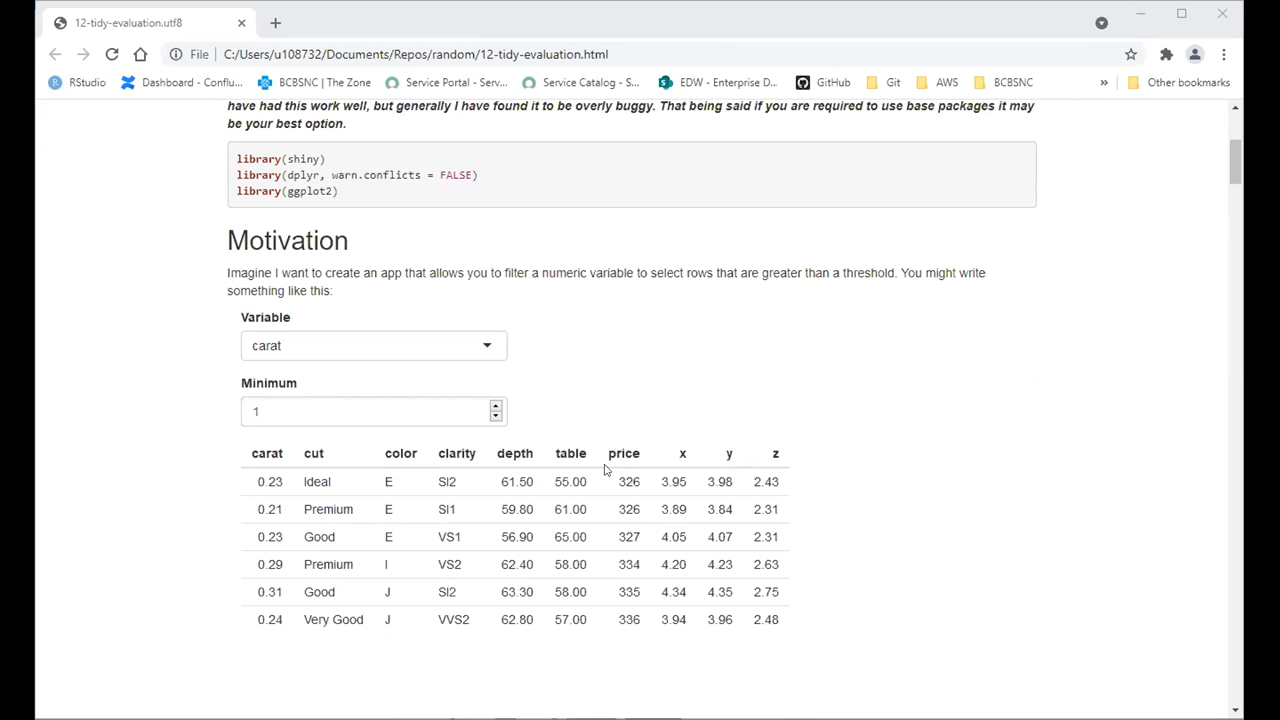 12-tidy-evaluation.utf8
File C:/Users/u108732/Documents/Repos/random/12-tidy-evaluation.html
RStudio Dashboard - Conflu... BCBSNC | The Zone Service Portal - Serv... Service Catalog - S... EDW - Enterprise D... GitHub Git AWS BCBSNC » Other bookmarks
have had this work well, but generally I have found it to be overly buggy. That being said if you are required to use base packages it may
be your best option.
library(shiny)
library(dplyr, warn.conflicts = FALSE)
library(ggplot2)
Motivation
Imagine I want to create an app that allows you to filter a numeric variable to select rows that are greater than a threshold. You might write
something like this:
Variable
carat
Minimum
1
carat cut color clarity depth table price x y z
0.23 Ideal E SI2 61.50 55.00 326 3.95 3.98 2.43
0.21 Premium E SI1 59.80 61.00 326 3.89 3.84 2.31
0.23 Good E VS1 56.90 65.00 327 4.05 4.07 2.31
0.29 Premium I VS2 62.40 58.00 334 4.20 4.23 2.63
0.31 Good J SI2 63.30 58.00 335 4.34 4.35 2.75
0.24 Very Good J VVS2 62.80 57.00 336 3.94 3.96 2.48